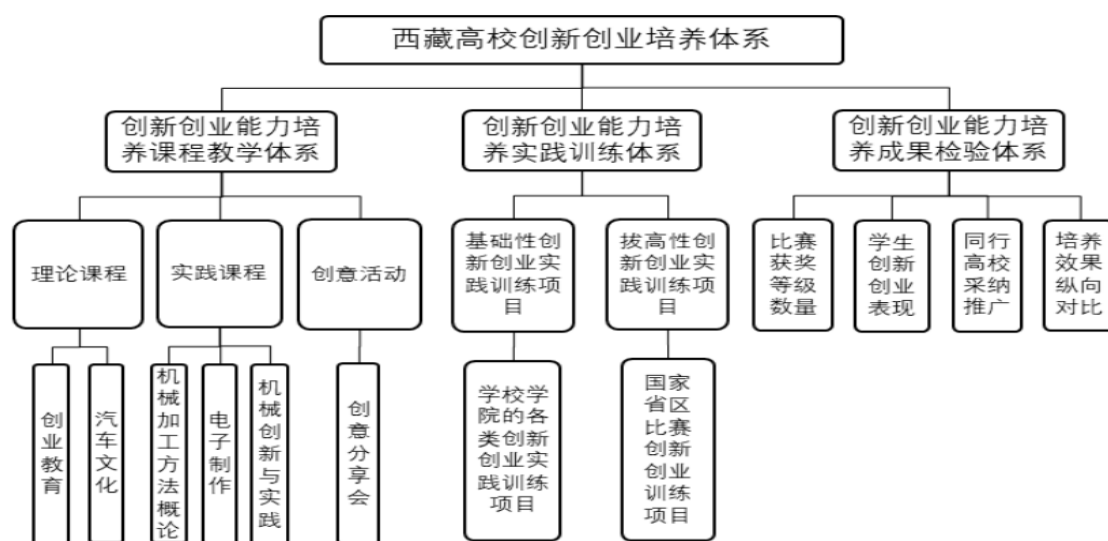 西藏高校创新创业培养体系
创新创业能力培
养课程教学体系
创新创业能力培
养实践训练体系
创新创业能力培
养成果检验体系
理论课程
实践课程
创意活动
基础性创
新创业实
践训练项
目
拔高性创
新创业实
践训练项
目
比赛
获奖
等级
数量
学生
创新
创业
表现
同行
高校
采纳
推广
培养
效果
纵向
对比
创业教育
汽车文化
机械加工方法概论
电子制作
机械创新与实践
创意分享会
学校学
院的各
类创新
创业实
践训练
项目
国家
省区
比赛
创新
创业
训练
项目